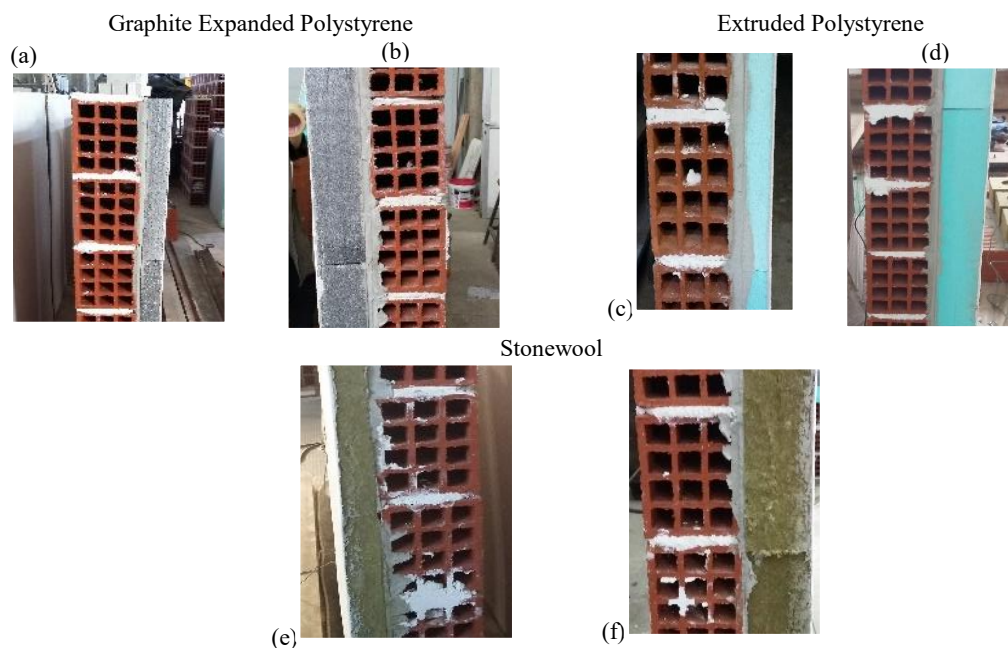 Graphite Expanded Polystyrene
Extruded Polystyrene
(a)
(b)
(d)
(c)
Stonewool
(e)
(f)